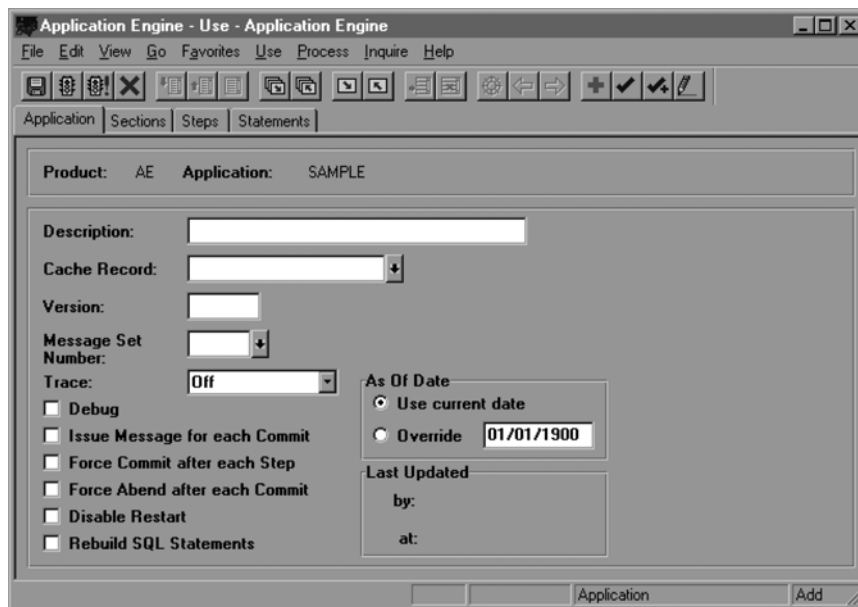 Application Engine - Use - Application Engine
File Edit View Go Favorites Use Process Inquire Help
Application Sections Steps Statements
Product: AE Application: SAMPLE
Description:
Cache Record:
Version:
Message Set
Number:
Trace: Off
As Of Date
Debug
Use current date
Issue Message for each Commit
Override 01/01/1900
Force Commit after each Step
Last Updated
Force Abend after each Commit
by:
Disable Restart
at:
Rebuild SQL Statements
Application Add